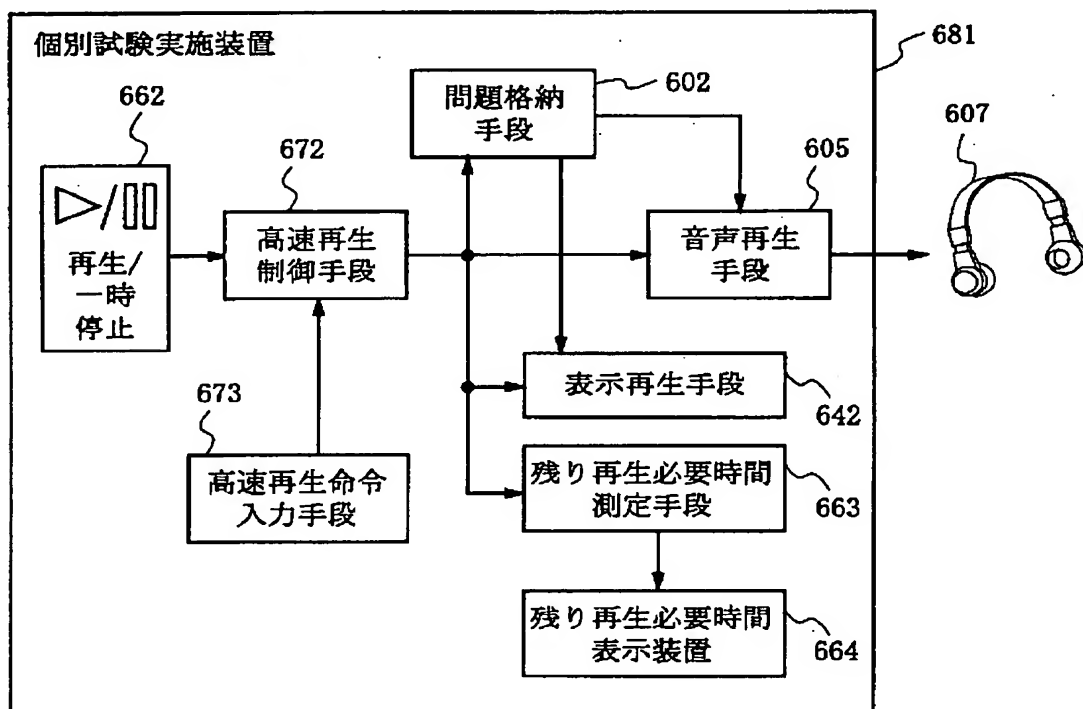 個別試験実施装置
681
662
再生/
一時
停止
672
高速再生
制御手段
673
高速再生命令
入力手段
602
問題格納
手段
605
音声再生
手段
607
表示再生手段
642
残り再生必要時間
測定手段
663
残り再生必要時間
表示装置
664